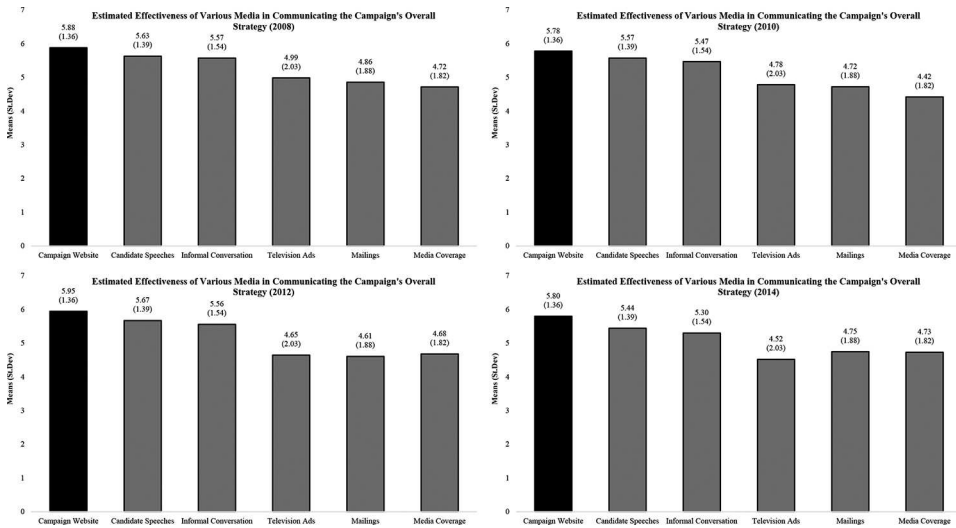 Estimated Effectiveness of Various Media in Communicating the Campaign's Overall
Strategy (2008)
Means (St.Dev)
7
6
5
4
3
2
1
0
5.88
(1.36)
5.63
(1.39)
5.57
(1.54)
4.99
(2.03)
4.86
(1.88)
4.72
(1.82)
Campaign Website
Candidate Speeches
Informal Conversation
Television Ads
Mailings
Media Coverage
Estimated Effectiveness of Various Media in Communicating the Campaign's Overall
Strategy (2010)
Means (St.Dev)
7
6
5
4
3
2
1
0
5.78
(1.36)
5.57
(1.39)
5.47
(1.54)
4.78
(2.03)
4.72
(1.88)
4.42
(1.82)
Campaign Website
Candidate Speeches
Informal Conversation
Television Ads
Mailings
Media Coverage
Estimated Effectiveness of Various Media in Communicating the Campaign's Overall
Strategy (2012)
Means (St.Dev)
7
6
5
4
3
2
1
0
5.95
(1.36)
5.67
(1.39)
5.56
(1.54)
4.65
(2.03)
4.61
(1.88)
4.68
(1.82)
Campaign Website
Candidate Speeches
Informal Conversation
Television Ads
Mailings
Media Coverage
Estimated Effectiveness of Various Media in Communicating the Campaign's Overall
Strategy (2014)
Means (St.Dev)
7
6
5
4
3
2
1
0
5.80
(1.36)
5.44
(1.39)
5.30
(1.54)
4.52
(2.03)
4.75
(1.88)
4.73
(1.82)
Campaign Website
Candidate Speeches
Informal Conversation
Television Ads
Mailings
Media Coverage